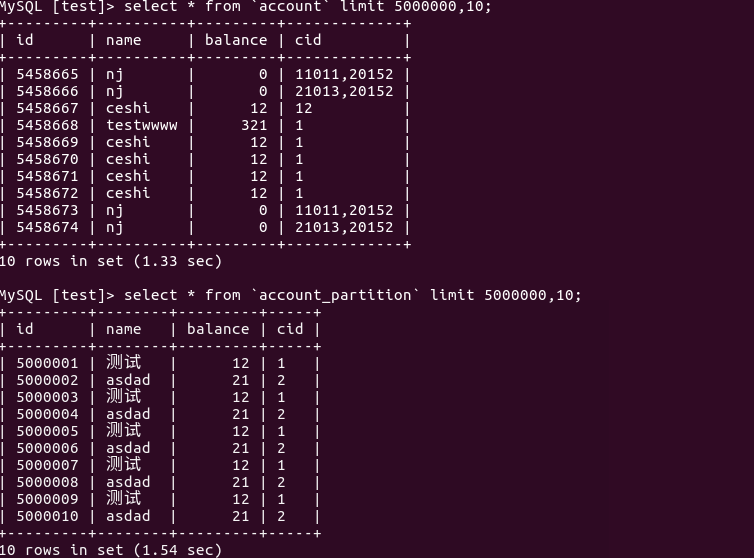 MySQL [test]> select * from `account` limit 5000000,10;
+---------+----------+---------+-------------+
| id      | name     | balance | cid         |
+---------+----------+---------+-------------+
| 5458665 | nj       |       0 | 11011,20152 |
| 5458666 | nj       |       0 | 21013,20152 |
| 5458667 | ceshi    |      12 | 12          |
| 5458668 | testwwww |     321 | 1           |
| 5458669 | ceshi    |      12 | 1           |
| 5458670 | ceshi    |      12 | 1           |
| 5458671 | ceshi    |      12 | 1           |
| 5458672 | ceshi    |      12 | 1           |
| 5458673 | nj       |       0 | 11011,20152 |
| 5458674 | nj       |       0 | 21013,20152 |
+---------+----------+---------+-------------+
10 rows in set (1.33 sec)
MySQL [test]> select * from `account_partition` limit 5000000,10;
+---------+--------+---------+-----+
| id      | name   | balance | cid |
+---------+--------+---------+-----+
| 5000001 | 测试   |      12 | 1   |
| 5000002 | asdad  |      21 | 2   |
| 5000003 | 测试   |      12 | 1   |
| 5000004 | asdad  |      21 | 2   |
| 5000005 | 测试   |      12 | 1   |
| 5000006 | asdad  |      21 | 2   |
| 5000007 | 测试   |      12 | 1   |
| 5000008 | asdad  |      21 | 2   |
| 5000009 | 测试   |      12 | 1   |
| 5000010 | asdad  |      21 | 2   |
+---------+--------+---------+-----+
10 rows in set (1.54 sec)